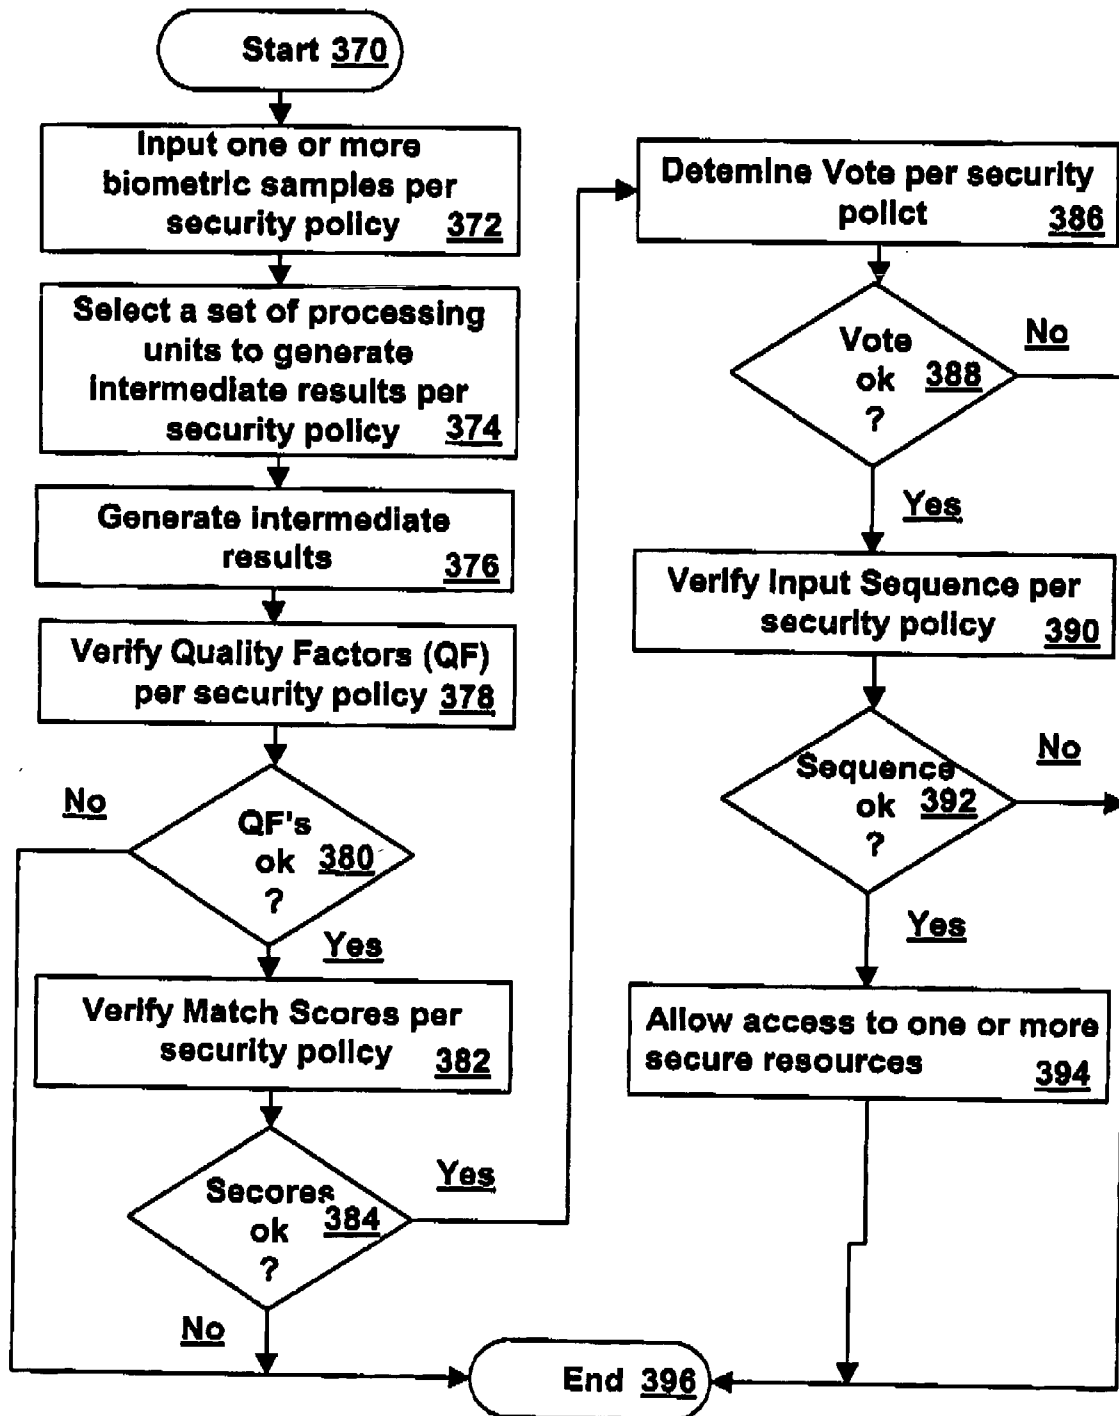 Start 370
Input one or more
biometric samples per
security policy 372
Select a set of processing
units to generate
intermediate results per
security policy 374
Generate intermediate
results 376
Verify Quality Factors (QF)
per security policy 378
No
QF's
ok 380
?
Yes
Verify Match Scores per
security policy 382
Secores
ok 384
?
Yes
No
Detemine Vote per security
polict 386
Vote
ok 388
?
No
Yes
Verify Input Sequence per
security policy 390
Sequence
ok 392
?
No
Yes
Allow access to one or more
secure resources 394
End 396